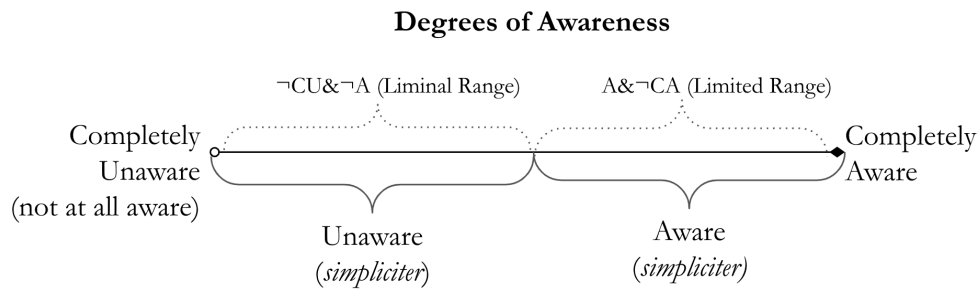 Degrees of Awareness
¬CU&¬A (Liminal Range)
A&¬CA (Limited Range)
Completely
Unaware
(not at all aware)
Completely
Aware
Unaware
(simpliciter)
Aware
(simpliciter)